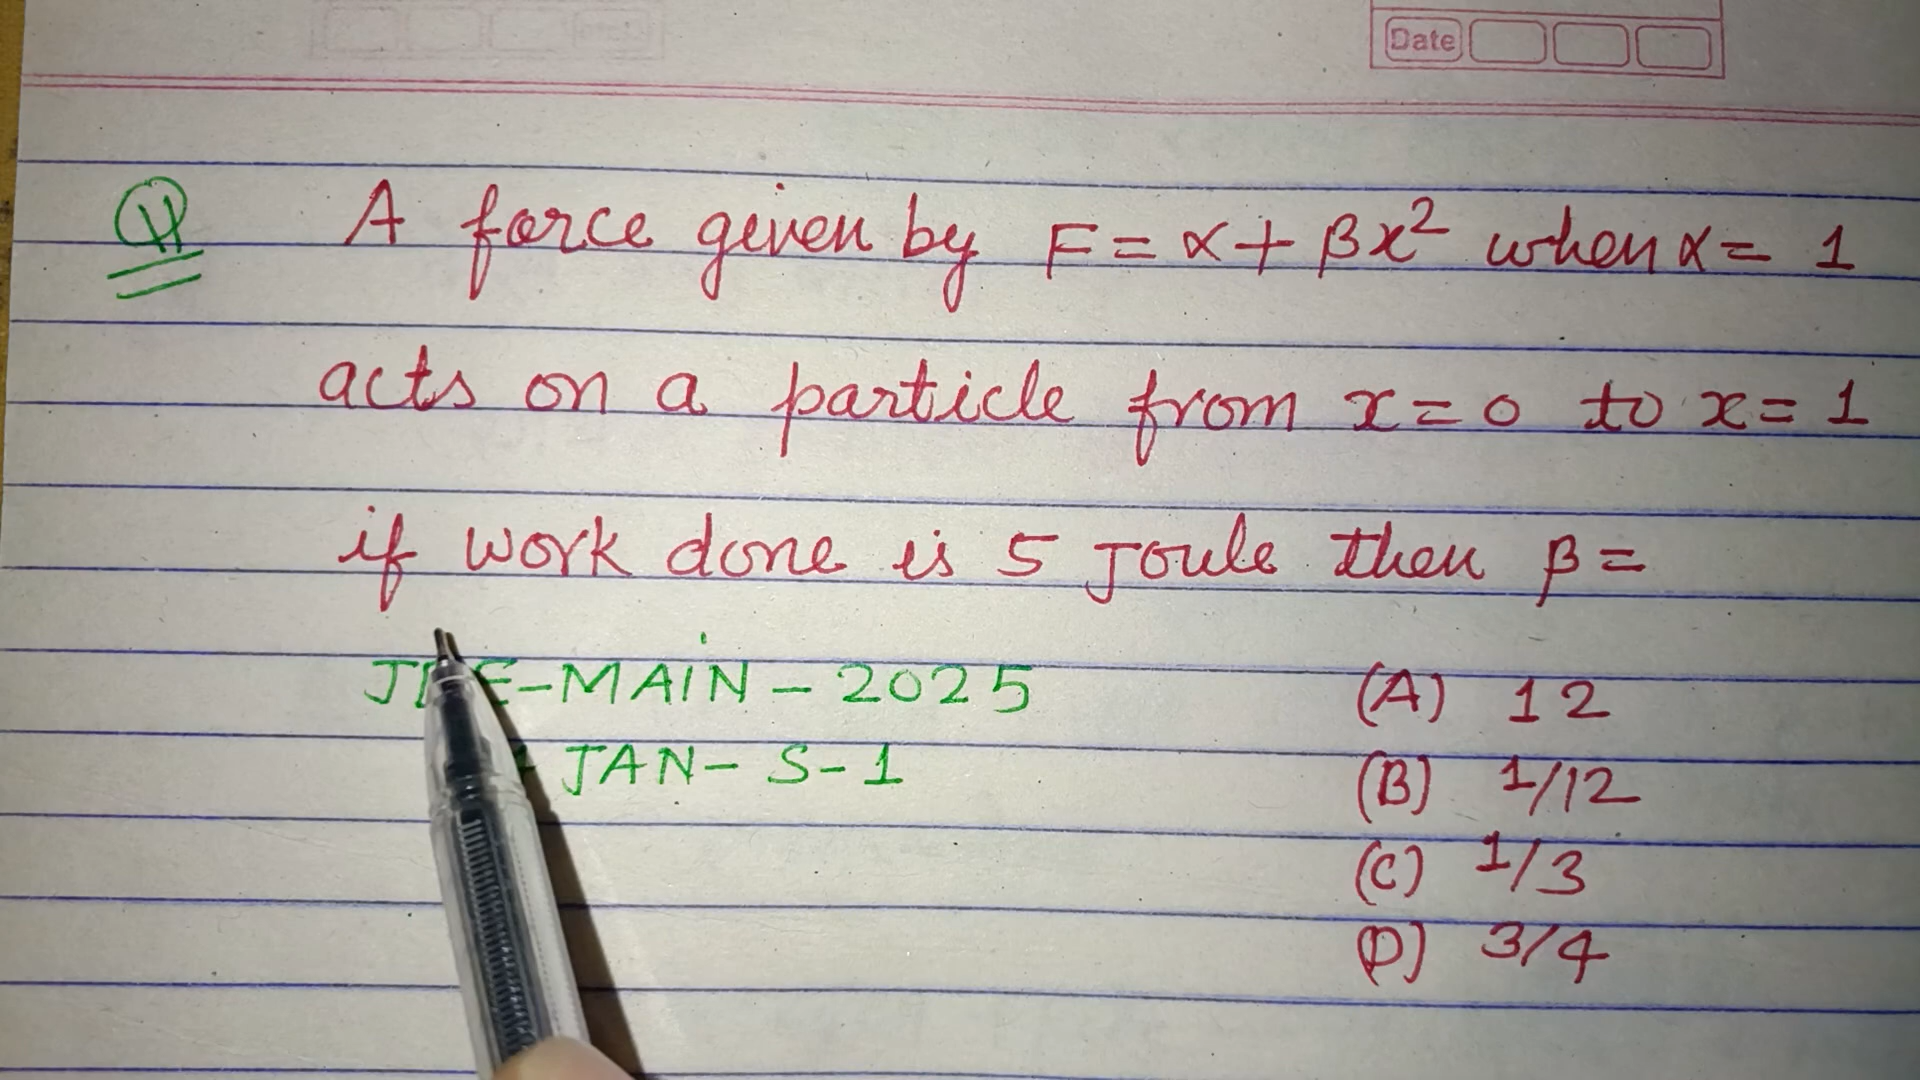 Date
Q A force given by F = α + βx² when α = 1
acts on a particle from x = 0 to x = 1
if work done is 5 Joule then β =
JEE-MAIN - 2025
JAN- S-1
(A) 12
(B) 1/12
(C) 1/3
(D) 3/4